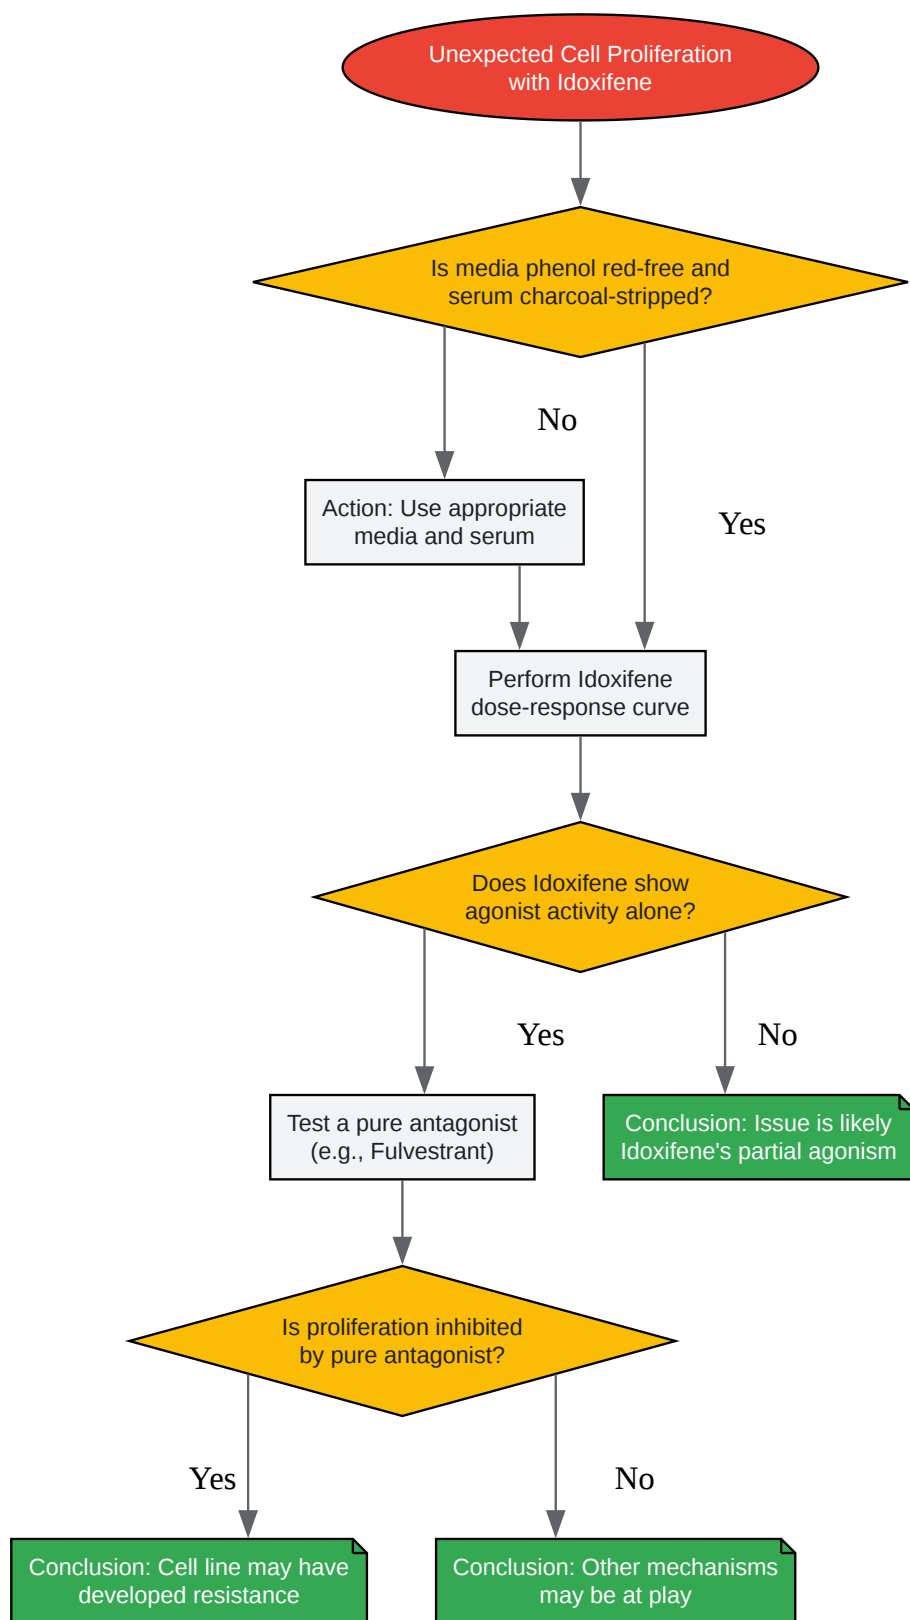 Unexpected Cell Proliferation
with Idoxifene
Is media phenol red-free and
serum charcoal-stripped?
No
Action: Use appropriate
media and serum
Yes
Perform Idoxifene
dose-response curve
Does Idoxifene show
agonist activity alone?
Yes
No
Test a pure antagonist
(e.g., Fulvestrant)
Conclusion: Issue is likely
Idoxifene's partial agonism
Is proliferation inhibited
by pure antagonist?
Yes
No
Conclusion: Cell line may have
developed resistance
Conclusion: Other mechanisms
may be at play